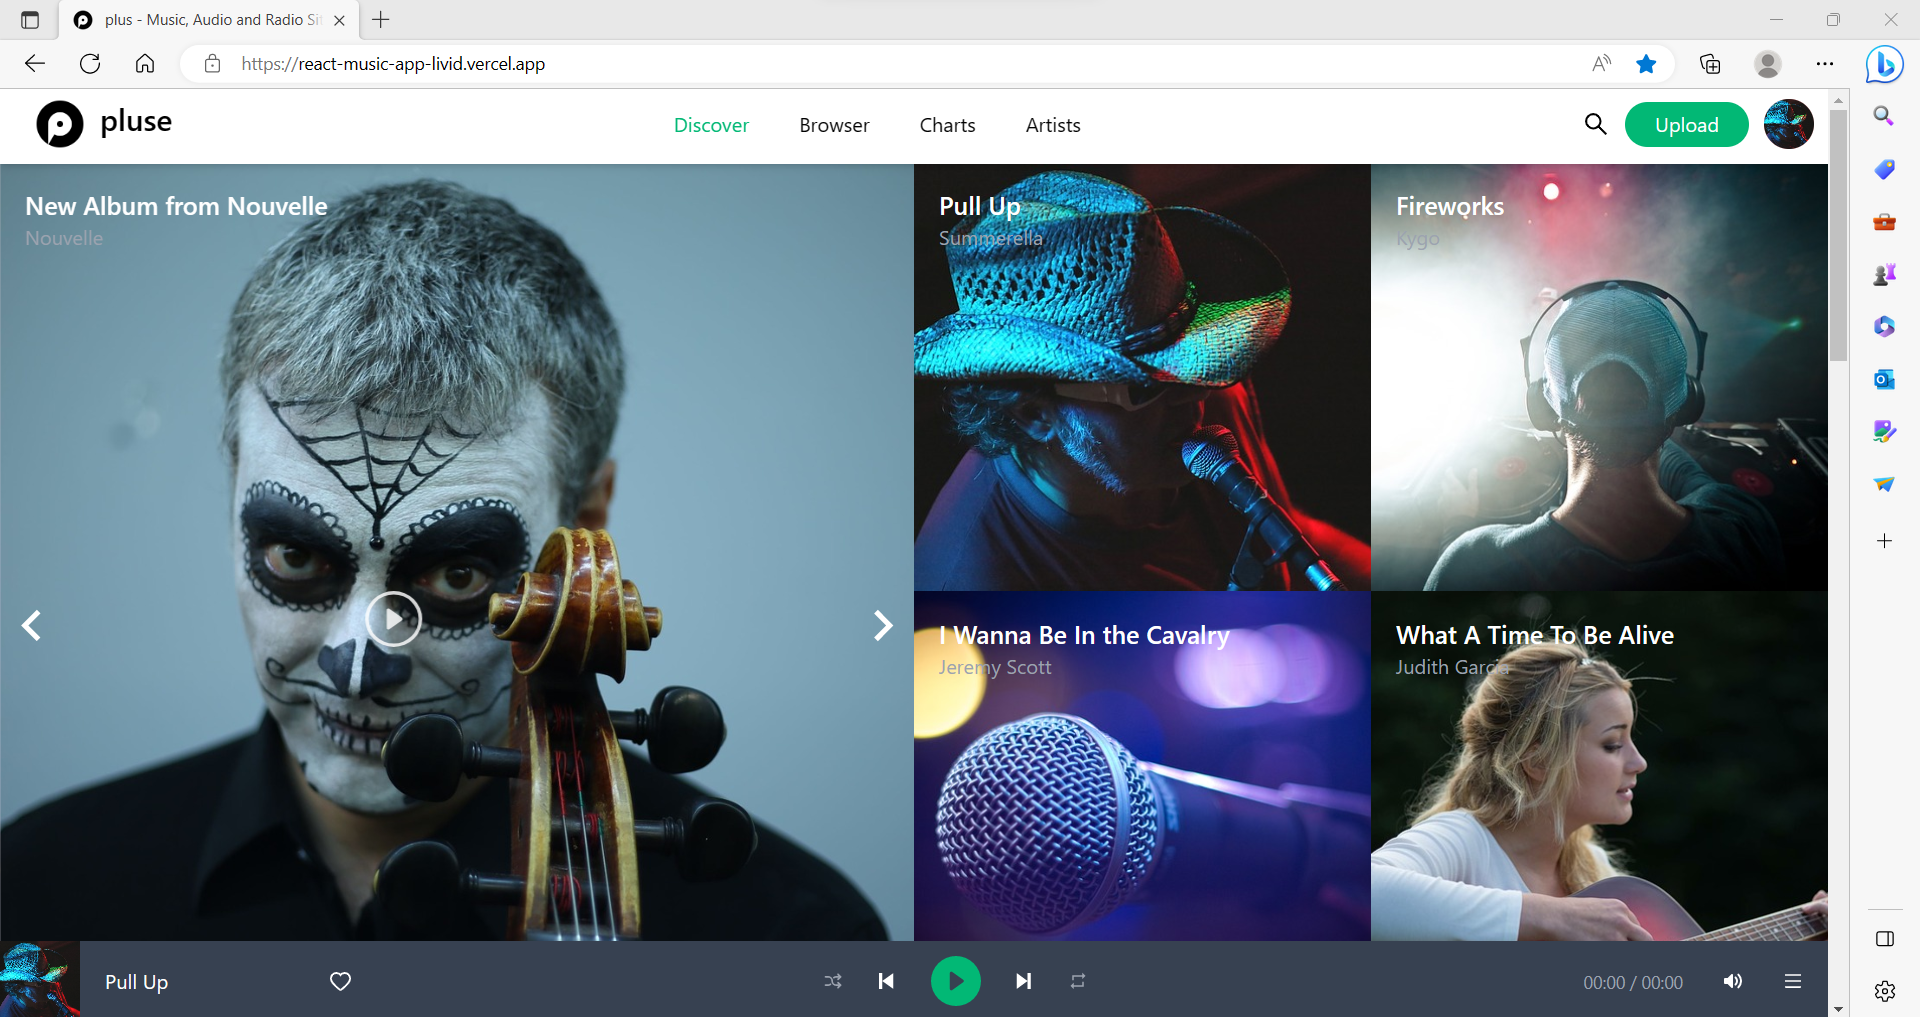 plus - Music, Audio and Radio Sit
https://react-music-app-livid.vercel.app
pluse
Discover
Browser
Charts
Artists
Upload
New Album from Nouvelle
Nouvelle
Pull Up
Summerella
Fireworks
Kygo
I Wanna Be In the Cavalry
Jeremy Scott
What A Time To Be Alive
Judith Garcia
Pull Up
00:00 / 00:00